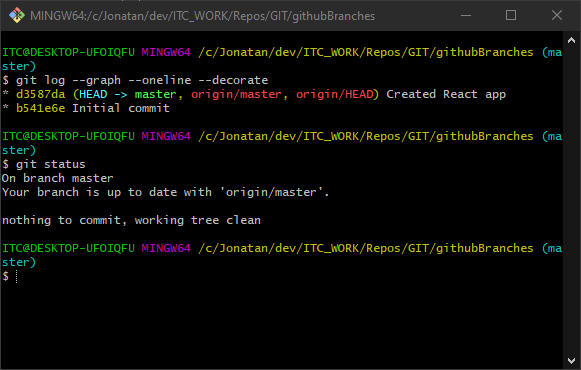 MINGW64:/c/Jonatan/dev/ITC_WORK/Repos/GIT/githubBranches
ITC@DESKTOP-UFOIQFU MINGW64 /c/Jonatan/dev/ITC_WORK/Repos/GIT/githubBranches (ma
ster)
$ git log --graph --oneline --decorate
* d3587da (HEAD -> master, origin/master, origin/HEAD) Created React app
* b541e6e Initial commit
ITC@DESKTOP-UFOIQFU MINGW64 /c/Jonatan/dev/ITC_WORK/Repos/GIT/githubBranches (ma
ster)
$ git status
On branch master
Your branch is up to date with 'origin/master'.
nothing to commit, working tree clean
ITC@DESKTOP-UFOIQFU MINGW64 /c/Jonatan/dev/ITC_WORK/Repos/GIT/githubBranches (ma
ster)
$